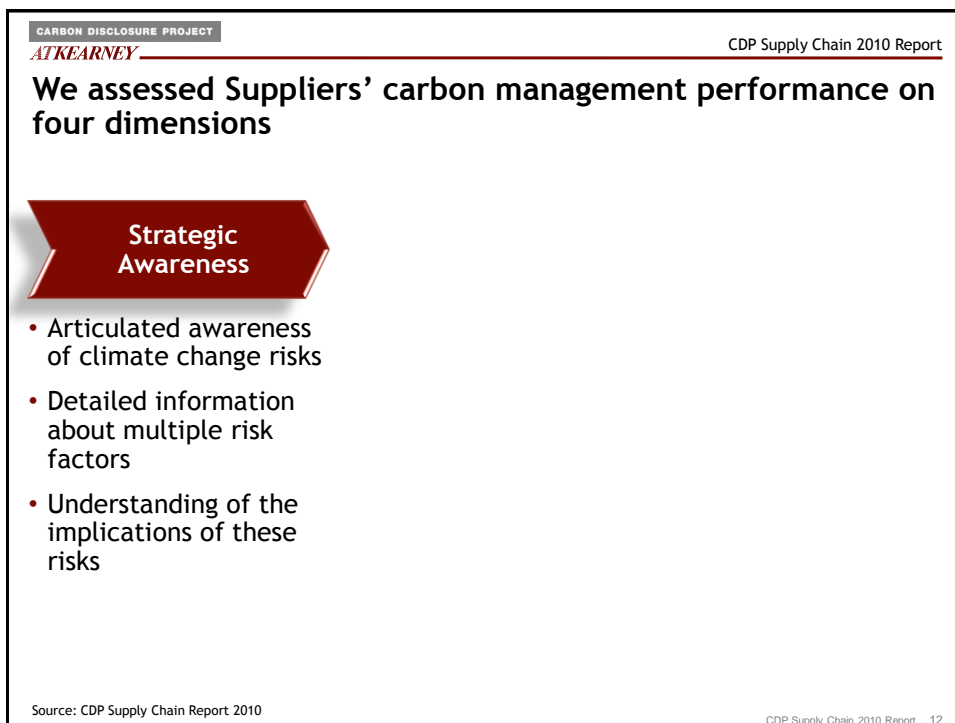 CARBON DISCLOSURE PROJECT
ATKEARNEY
CDP Supply Chain 2010 Report
We assessed Suppliers’ carbon management performance on
four dimensions
Strategic
Awareness
• Articulated awareness
of climate change risks
• Detailed information
about multiple risk
factors
• Understanding of the
implications of these
risks
Source: CDP Supply Chain Report 2010
CDP Supply Chain 2010 Report 12